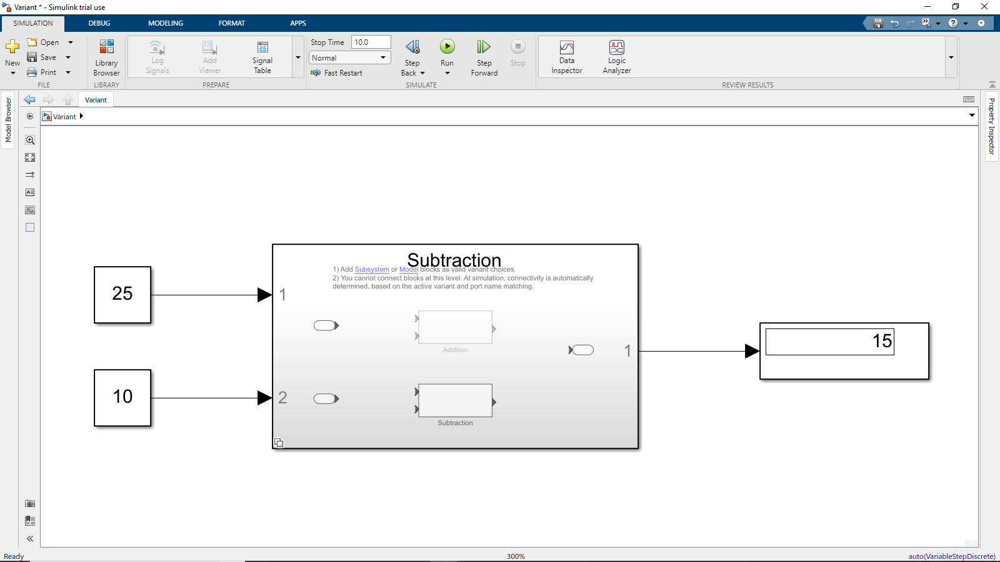 Variant * - Simulink trial use
SIMULATION DEBUG MODELING FORMAT APPS
New
Open
Save
Print
FILE
Library
Browser
LIBRARY
Log
Signals
Add
Viewer
Signal
Table
PREPARE
Stop Time 10.0
Normal
Fast Restart
Step
Back
Run
Step
Forward
Stop
SIMULATE
Data
Inspector
Logic
Analyzer
REVIEW RESULTS
Model Browser
Variant
Property Inspector
Variant
Subtraction
1) Add Subsystem or Model blocks as valid variant choices.
2) You cannot connect blocks at this level. At simulation, connectivity is automatically
determined, based on the active variant and port name matching.
25
1
Addition
1
15
10
2
Subtraction
Ready
300%
auto(VariableStepDiscrete)